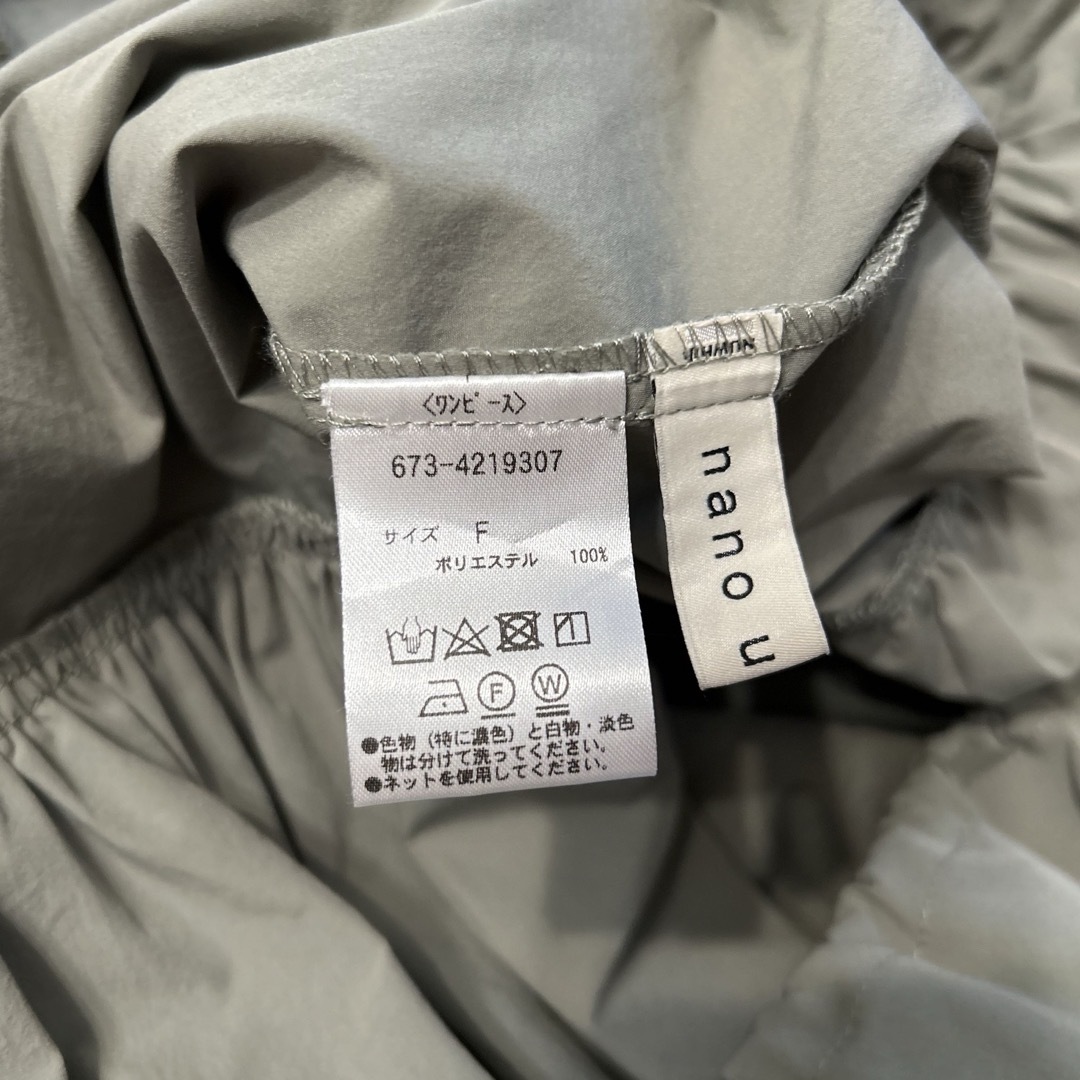 〈ワンピース〉
673-4219307
サイズ F
ポリエステル 100%
F W
●色物（特に濃色）と白物・淡色
物は分けて洗ってください。
●ネットを使用してください。
nano u